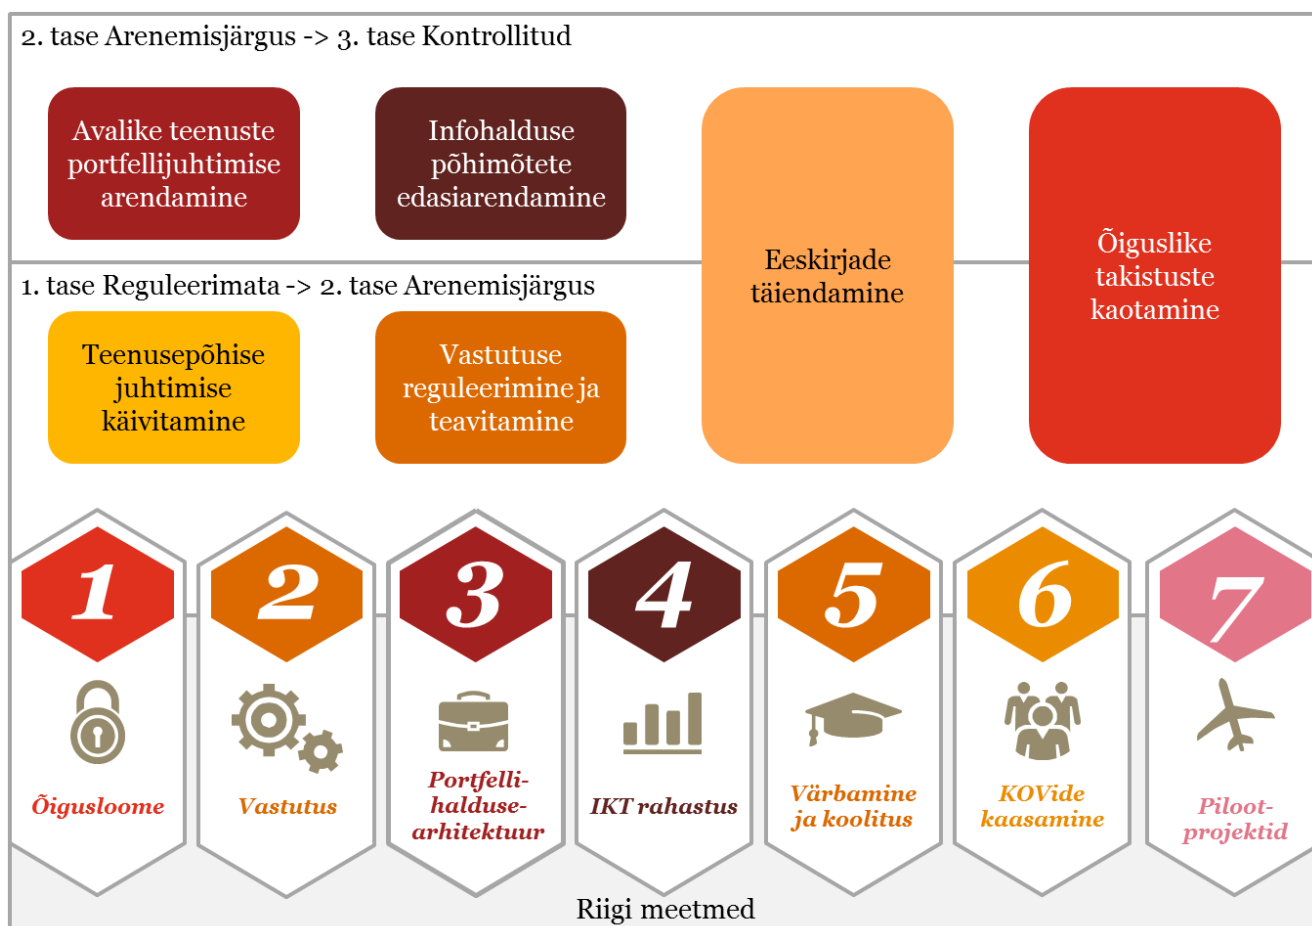 2. tase Arenemisjärgus -> 3. tase Kontrollitud
Avalike teenuste
portfellijuhtimise
arendamine
Infohalduse
põhimõtete
edasiarendamine
Eeskirjade
täiendamine
Õiguslike
takistuste
kaotamine
1. tase Reguleerimata -> 2. tase Arenemisjärgus
Teenusepõhise
juhtimise
käivitamine
Vastutuse
reguleerimine ja
teavitamine
1
Õigusloome
2
Vastutus
3
Portfelli-
halduse-
arhitektuur
4
IKT rahastus
5
Värbamine
ja koolitus
6
KOVide
kaasamine
7
Piloot-
projektid
Riigi meetmed